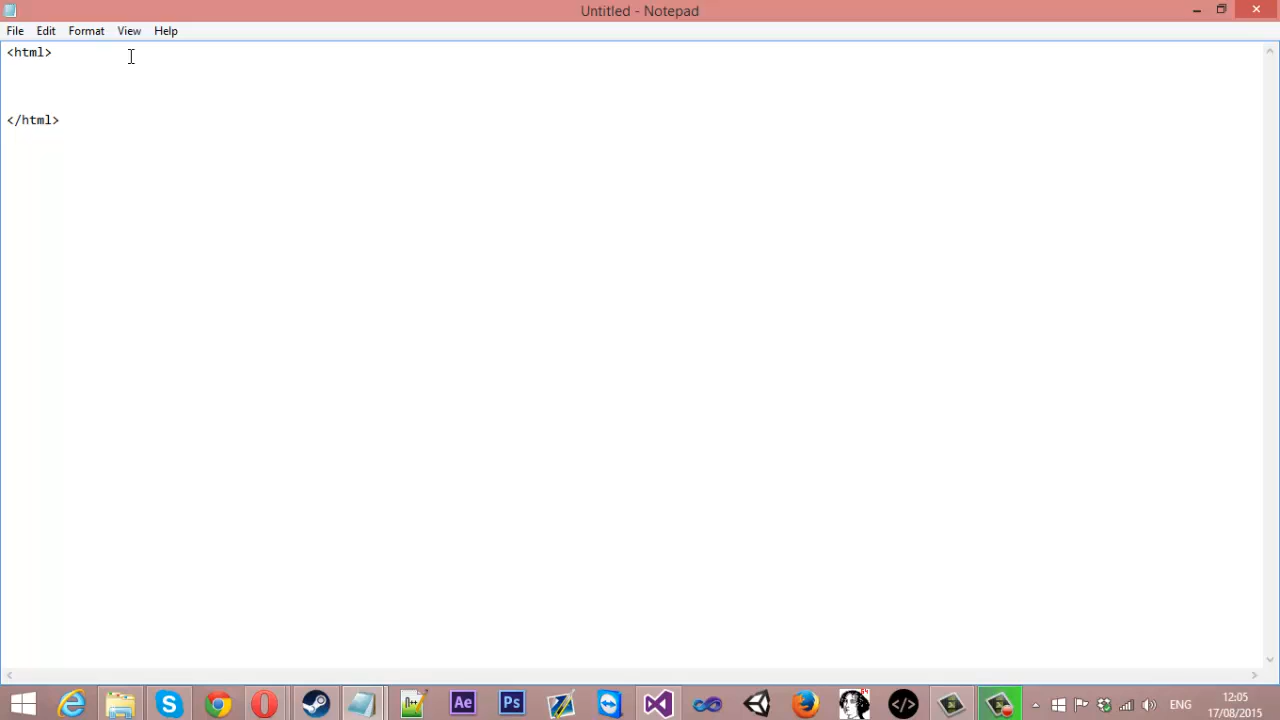 Untitled - Notepad
File Edit Format View Help
<html>
</html>
Ae Ps
ENG
12:05
17/08/2015